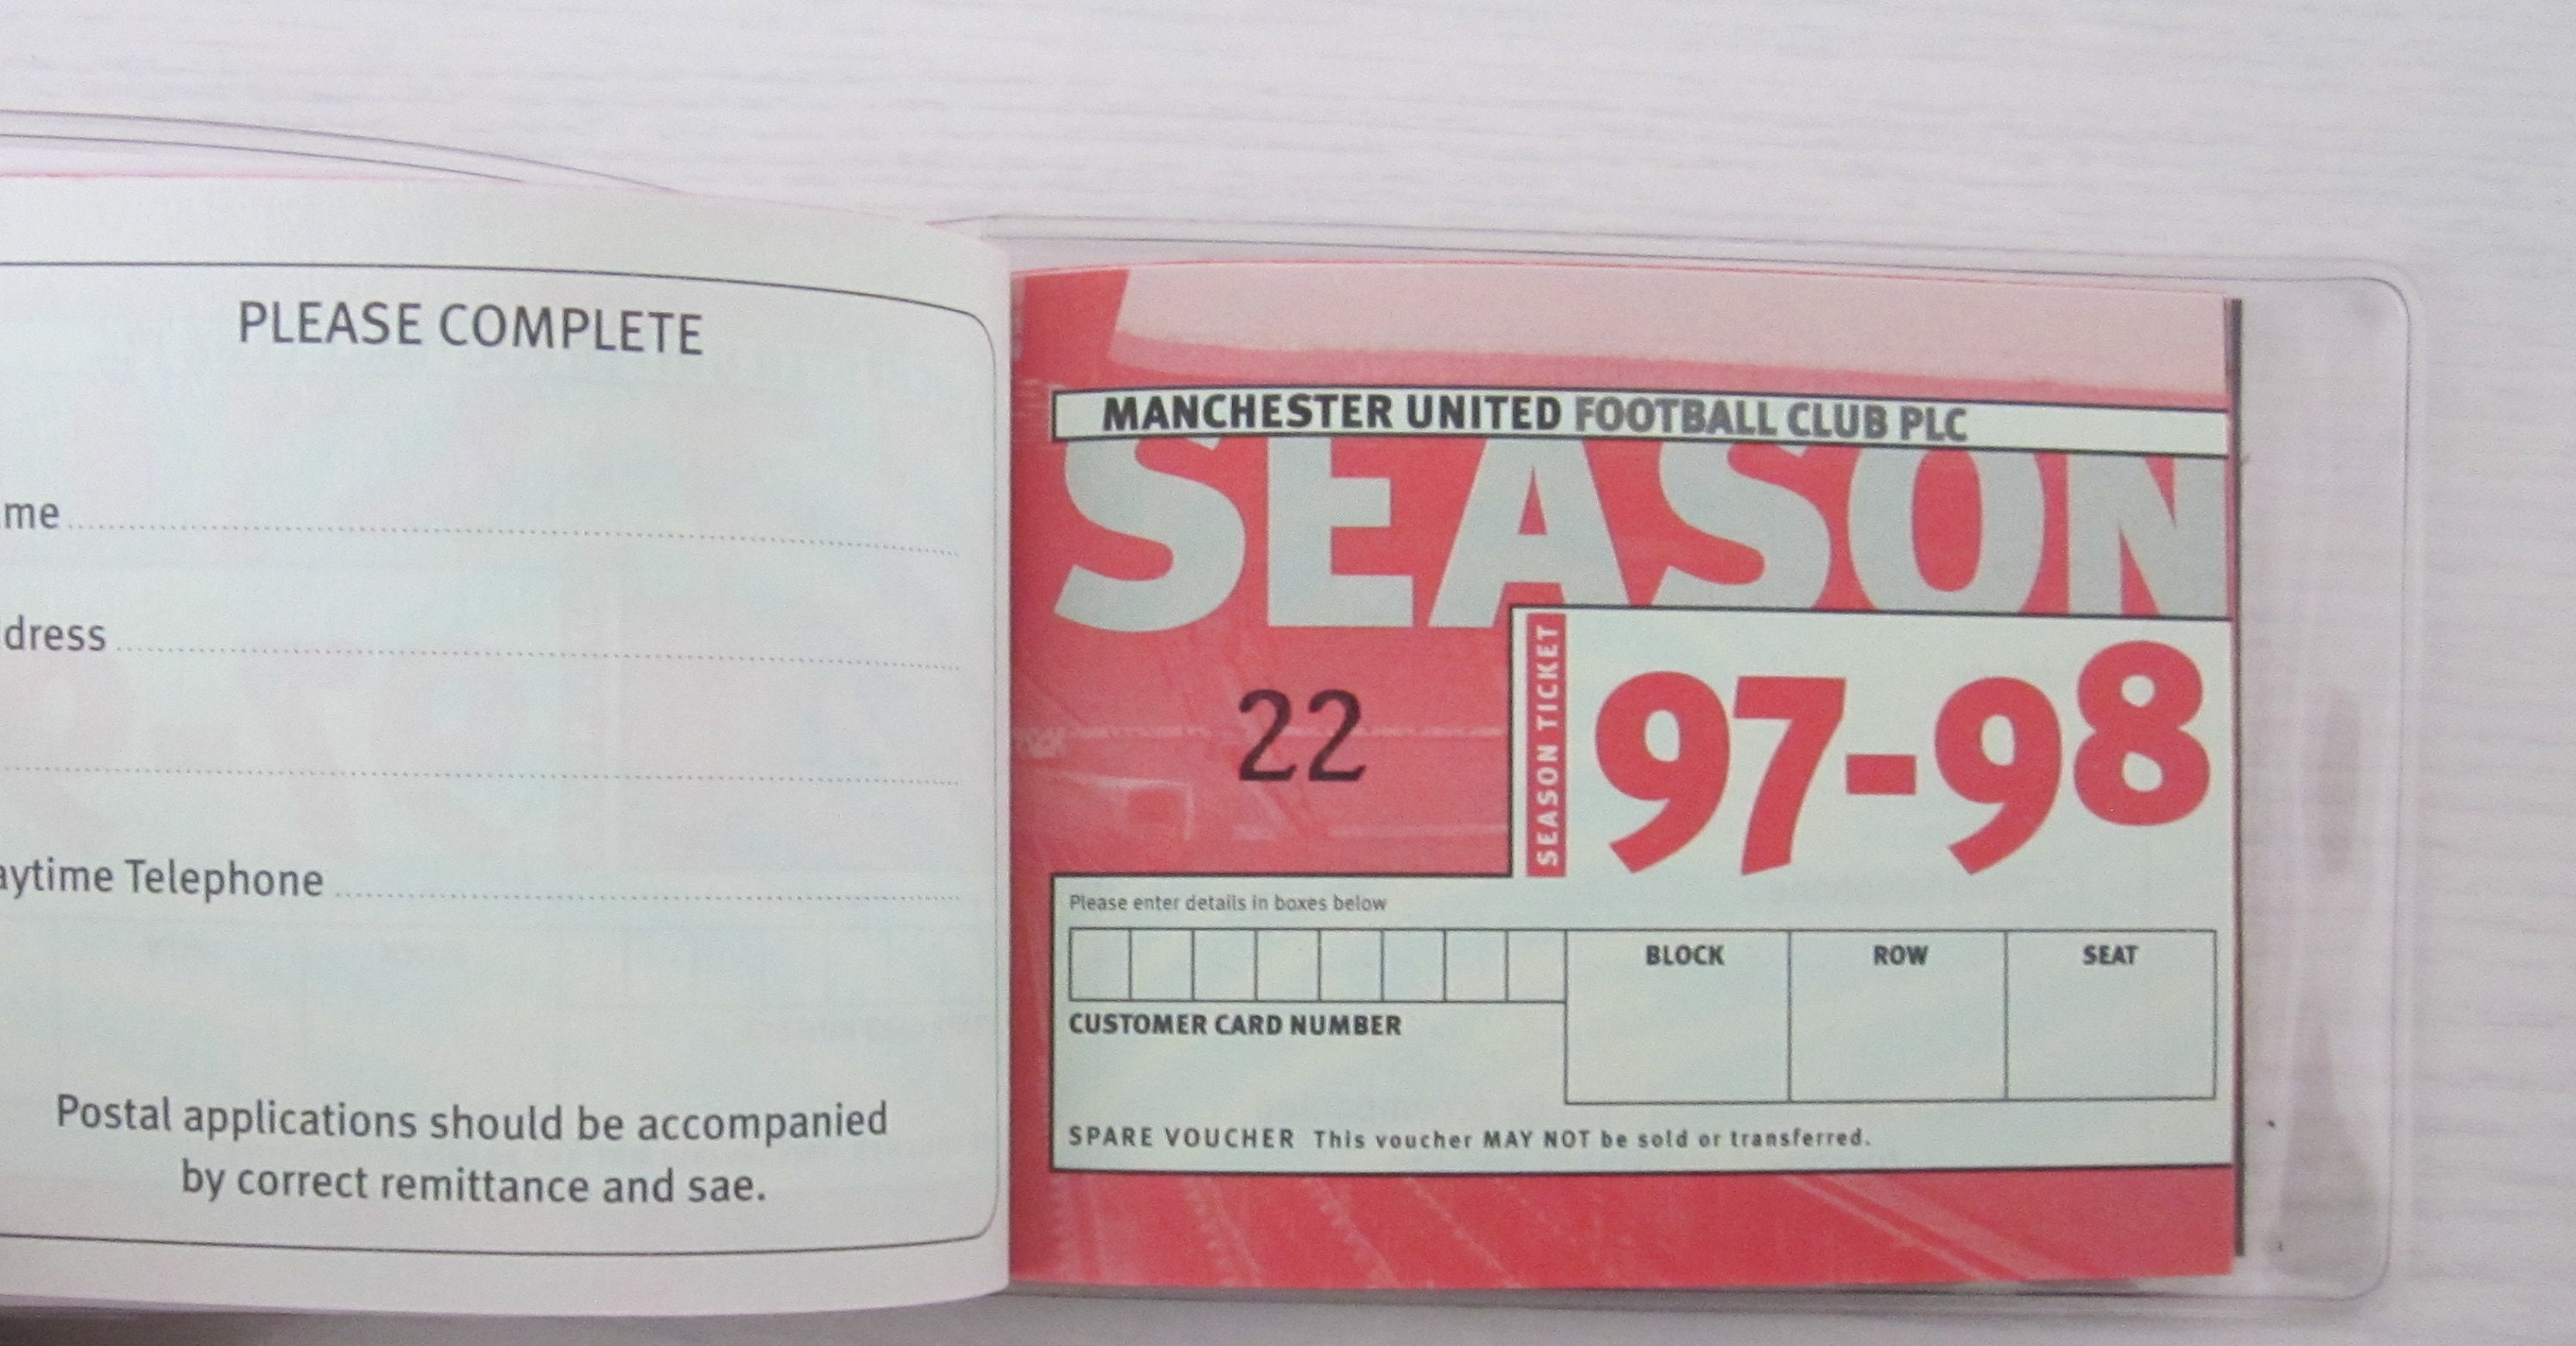 PLEASE COMPLETE
me
dress
aytime Telephone
Postal applications should be accompanied
by correct remittance and sae.
MANCHESTER UNITED FOOTBALL CLUB PLC
SEASON
22
SEASON TICKET
97-98
Please enter details in boxes below
BLOCK ROW SEAT
CUSTOMER CARD NUMBER
SPARE VOUCHER This voucher MAY NOT be sold or transferred.